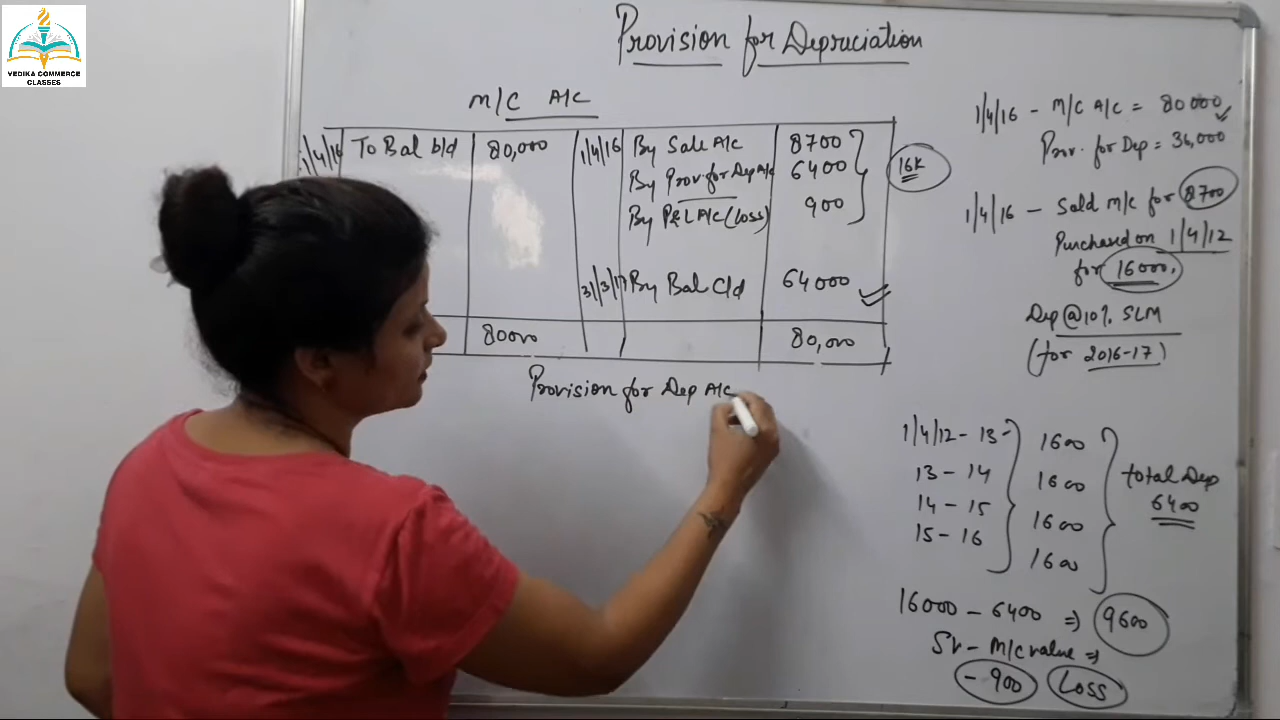 VEDIKA COMMERCE
CLASSES
Provision for Depreciation
M/C A/C
1/4/16 To Bal b/d 80,000 1/4/16 By Sale A/c 8700
By Prov. for Dep A/c 6400
By P&L A/C (Loss) 900
16K
31/3/17 By Bal C/d 64000
80000 80,000
Provision for Dep A/C
1/4/16 - M/C A/C = 80000
Prov. for Dep = 36,000
1/4/16 - Sold M/c for 8700
Purchased on 1/4/12
for 16000.
Dep @10% SLM
(for 2016-17)
1/4/12 - 13 - 1600
13 - 14 1600
14 - 15 1600
15 - 16 1600
total Dep
6400
16000 - 6400 ⇒ 9600
- M/C value ⇒
- 900 Loss